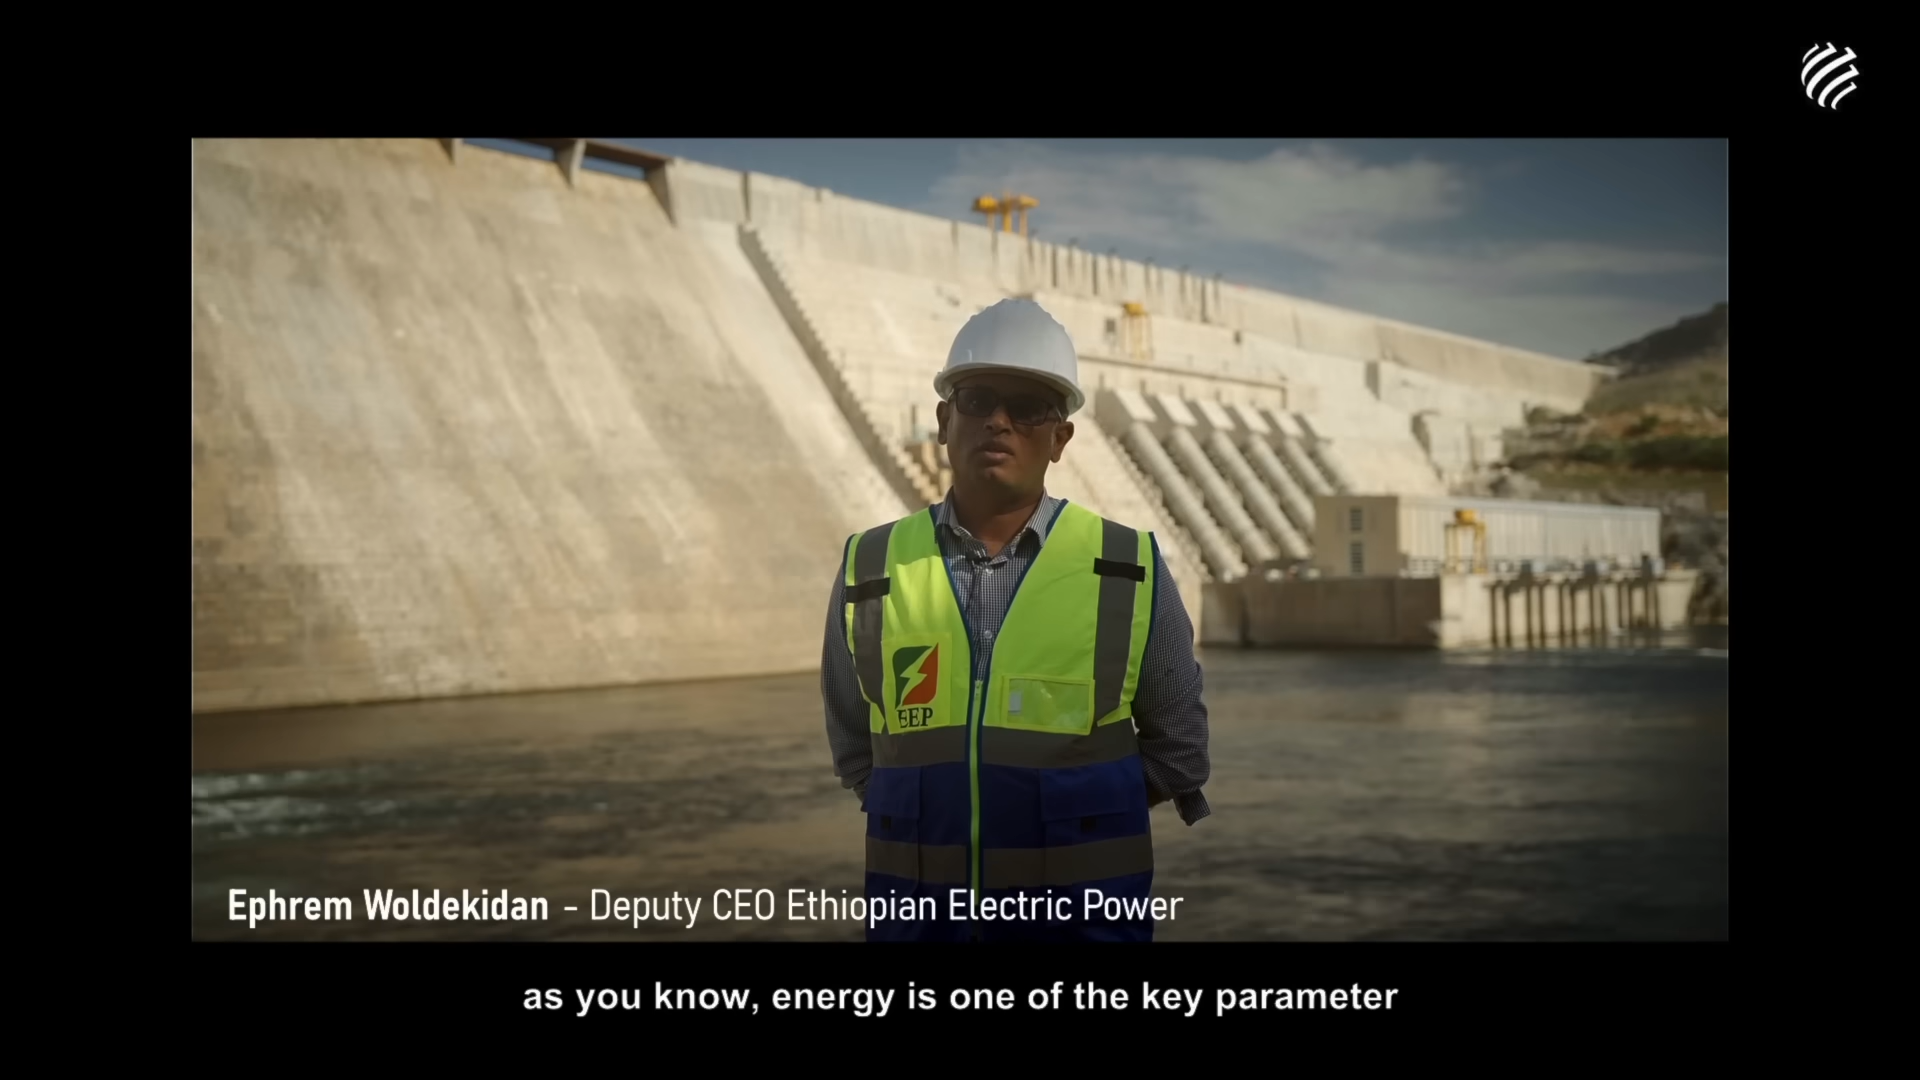 EEP
Ephrem Woldekidan - Deputy CEO Ethiopian Electric Power
as you know, energy is one of the key parameter